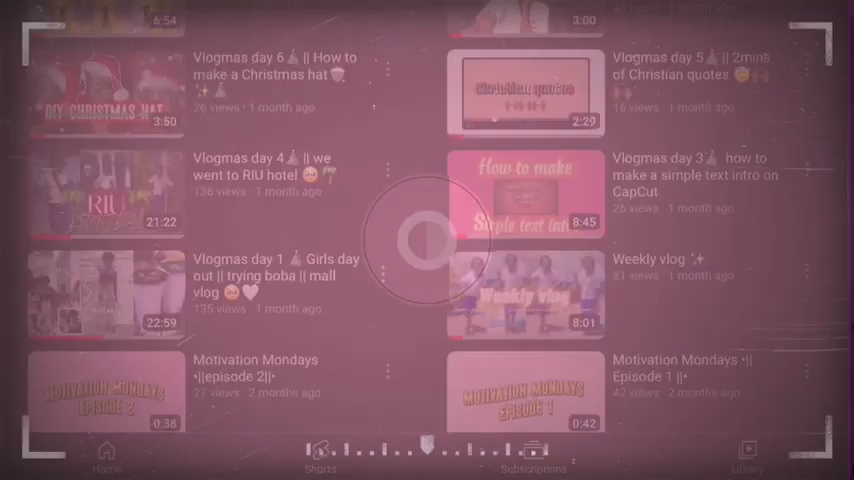 6:54
3:00
Vlogmas day 6🎄 || How to
make a Christmas hat🎅
✨🎄
26 views · 1 month ago
DIY CHRISTMAS HAT
3:50
Vlogmas day 5🎄 || 2mins
of Christian quotes
16 views · 1 month ago
Christian quotes
2:29
Vlogmas day 4🎄 || we
went to RIU hotel 🥺🌴
136 views · 1 month ago
RIU
21:22
Vlogmas day 3🎄 how to
make a simple text intro on
CapCut
26 views · 1 month ago
How to make
8:45
Vlogmas day 1 🎄 Girls day
out || trying boba || mall
vlog 🥺🤍
135 views · 1 month ago
22:59
Weekly vlog ✨
81 views · 1 month ago
Weekly vlog
8:01
Motivation Mondays
•||episode 2||•
27 views · 2 months ago
MOTIVATION MONDAYS
EPISODE 2
0:38
Motivation Mondays •||
Episode 1 ||•
42 views · 2 months ago
MOTIVATION MONDAYS
EPISODE 1
0:42
Home
Shorts
Subscriptions
Library